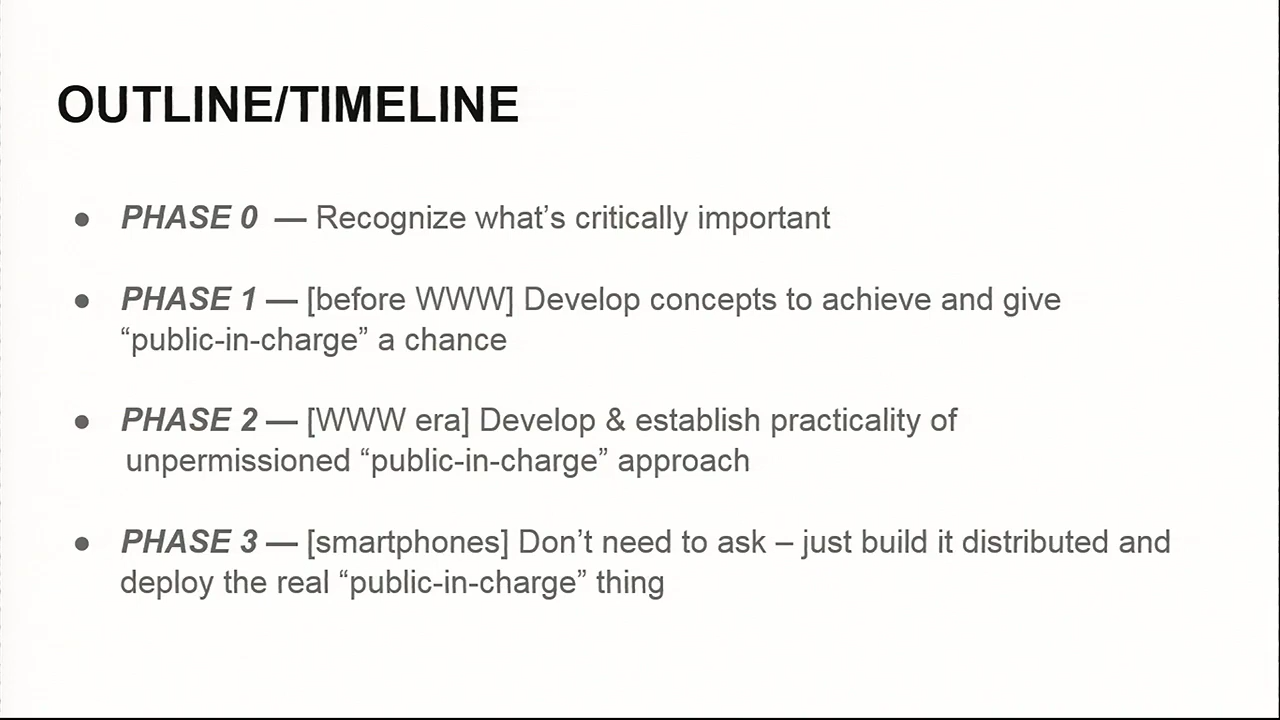 OUTLINE/TIMELINE
● PHASE 0 — Recognize what’s critically important
● PHASE 1 — [before WWW] Develop concepts to achieve and give
“public-in-charge” a chance
● PHASE 2 — [WWW era] Develop & establish practicality of
unpermissioned “public-in-charge” approach
● PHASE 3 — [smartphones] Don’t need to ask – just build it distributed and
deploy the real “public-in-charge” thing